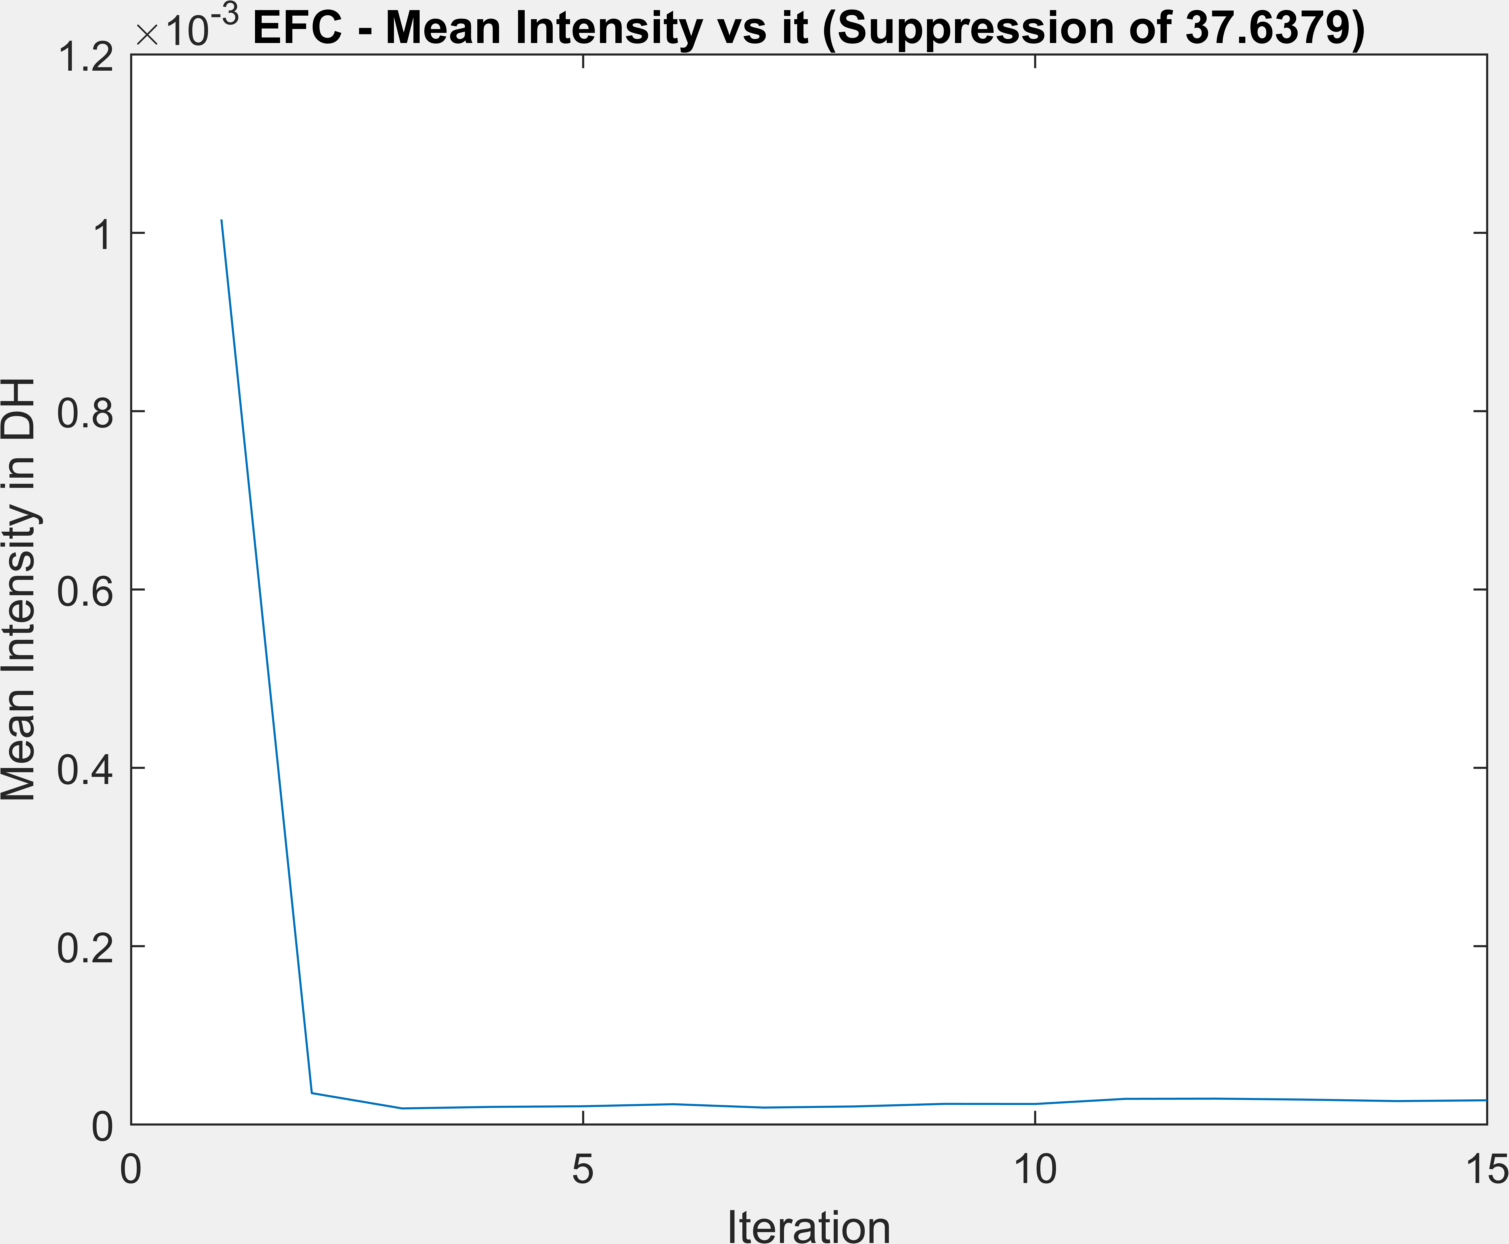 ×10-3 EFC - Mean Intensity vs it (Suppression of 37.6379)
1.2
1
0.8
0.6
0.4
0.2
0
Mean Intensity in DH
0 5 10 15
Iteration